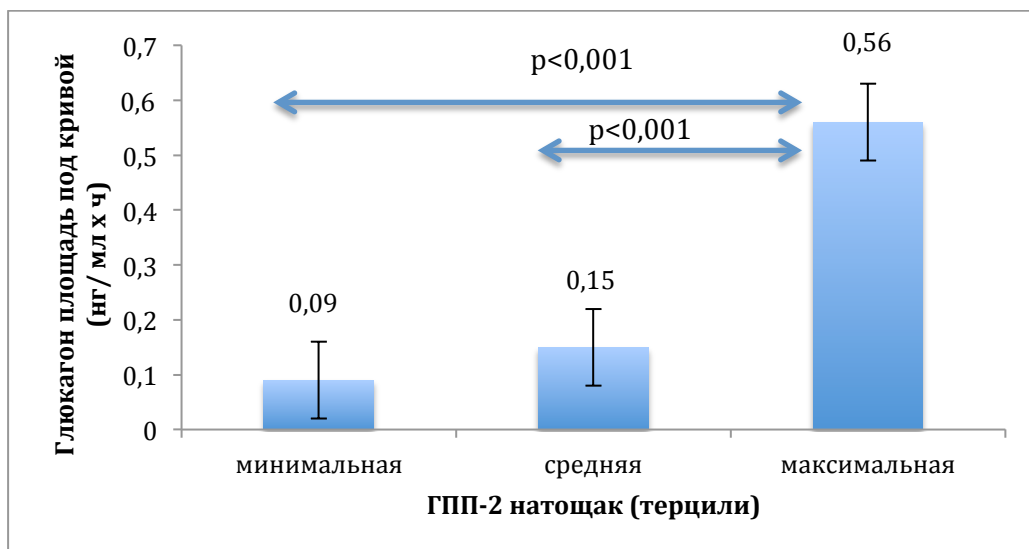 Глюкагон площадь под кривой
(нг/ мл х ч)
0,7
0,6
0,5
0,4
0,3
0,2
0,1
0
0,09
0,15
0,56
p<0,001
p<0,001
минимальная
средняя
максимальная
ГПП-2 натощак (терцили)